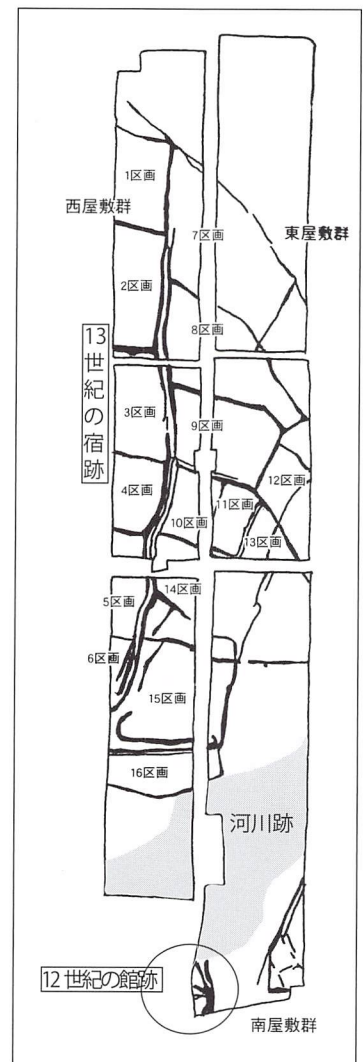 1区画
西屋敷群
7区画
東屋敷群
2区画
8区画
13世紀の宿跡
3区画
9区画
4区画
12区画
11区画
10区画
13区画
14区画
5区画
6区画
15区画
16区画
河川跡
12世紀の館跡
南屋敷群